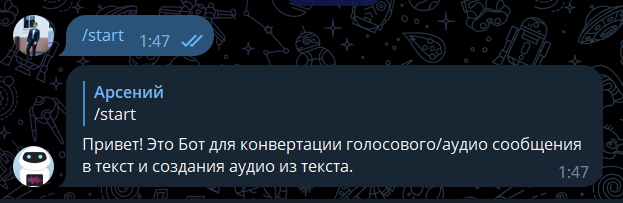 /start
1:47
Арсений
/start
Привет! Это Бот для конвертации голосового/аудио сообщения
в текст и создания аудио из текста.
1:47